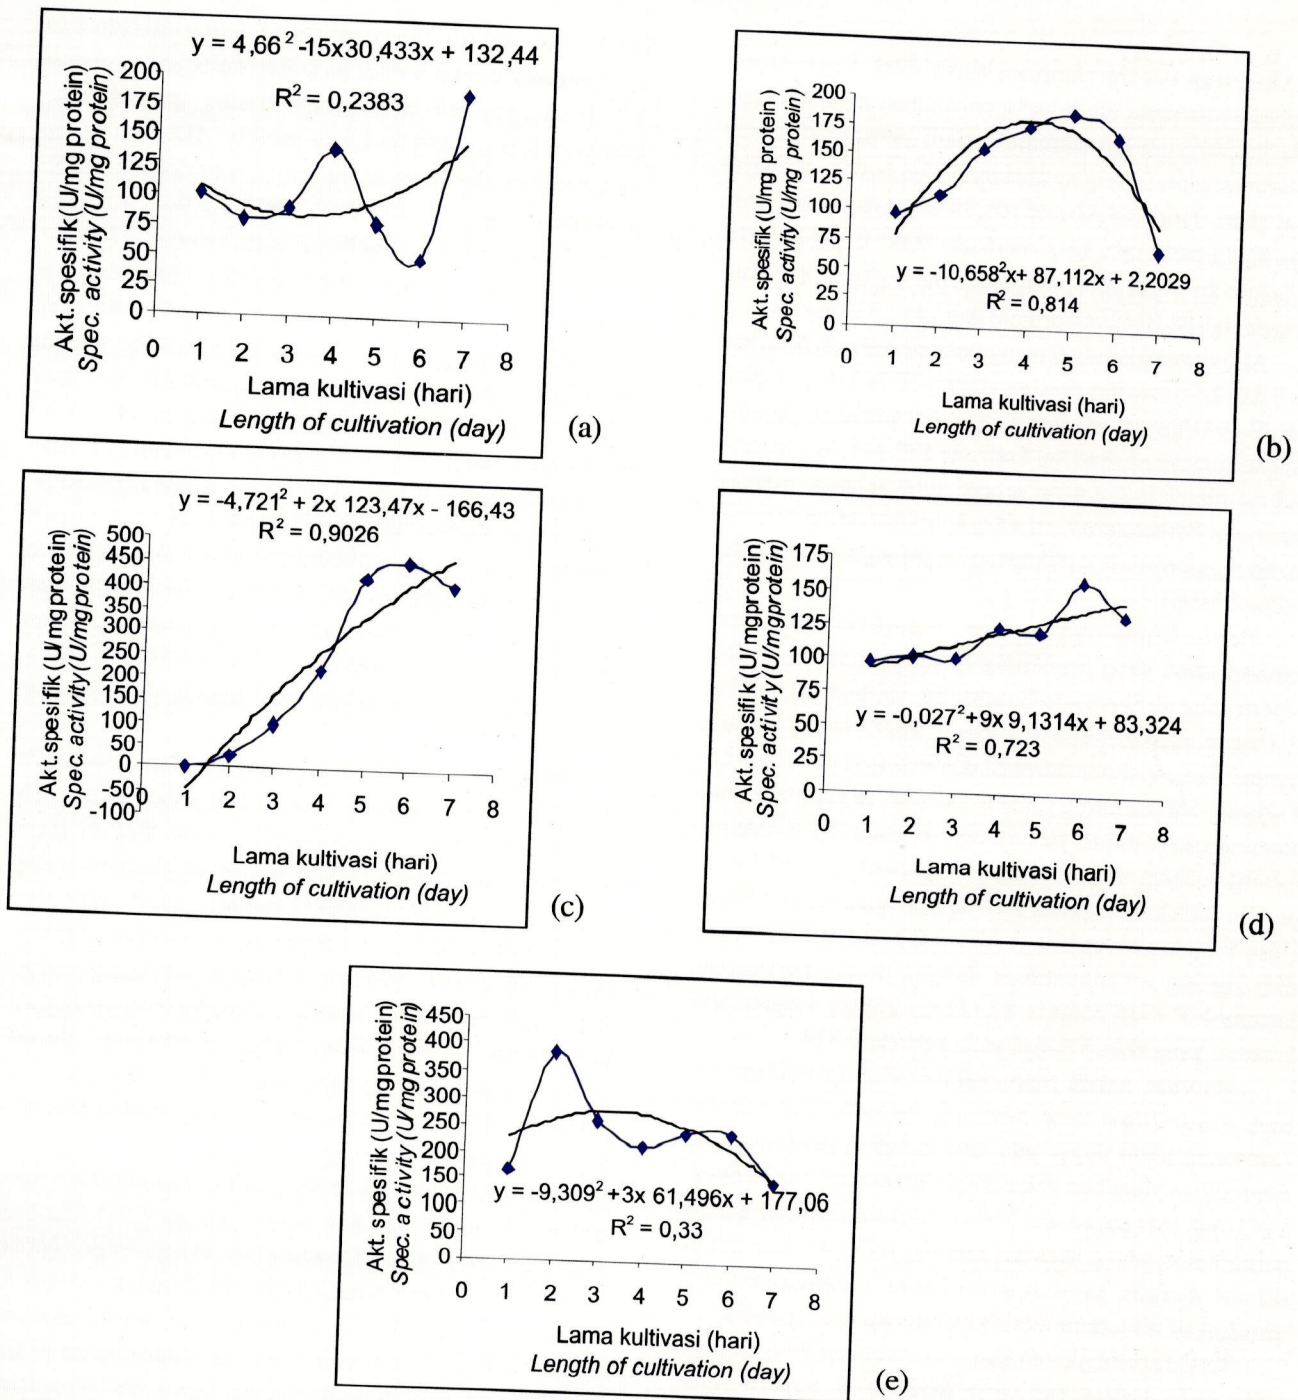 y = 4,66² -15x30,433x + 132,44
R² = 0,2383
Akt. spesifik (U/mg protein)
Spec. activity (U/mg protein)
200
175
150
125
100
75
50
25
0
0 1 2 3 4 5 6 7 8
Lama kultivasi (hari)
Length of cultivation (day)
(a)
Akt. spesifik (U/mg protein )
Spec. activity (U/mg protein)
200
175
150
125
100
75
50
25
0
y = -10,658²x+ 87,112x + 2,2029
R² = 0,814
0 1 2 3 4 5 6 7 8
Lama kultivasi (hari)
Length of cultivation (day)
(b)
y = -4,721² + 2x 123,47x - 166,43
R² = 0,9026
Akt. spesifik (U/mgprotein)
Spec. activity (U/mgprotein)
500
450
400
350
300
250
200
150
100
50
0
-50
-100
0 1 2 3 4 5 6 7 8
Lama kultivasi (hari)
Length of cultivation (day)
(c)
Akt. spesifik (U/mgprotein)
Spec. activity (U/mgprotein)
175
150
125
100
75
50
25
0
y = -0,027²+9x 9,1314x + 83,324
R² = 0,723
0 1 2 3 4 5 6 7 8
Lama kultivasi (hari)
Length of cultivation (day)
(d)
Akt. spesifik (U/mgprotein)
Spec. a ctivity (U/mgprotein)
450
400
350
300
250
200
150
100
50
0
y = -9,309² +3x 61,496x + 177,06
R² = 0,33
0 1 2 3 4 5 6 7 8
Lama kultivasi (hari)
Length of cultivation (day)
(e)